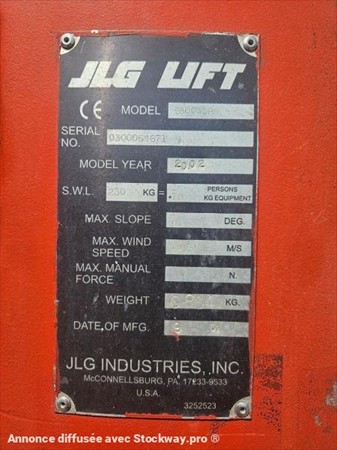 JLG LIFT
CE MODEL
SERIAL NO. 0300064671
MODEL YEAR 2002
S.W.L. KG= PERSONS
KG EQUIPMENT
MAX. SLOPE DEG.
MAX. WIND SPEED M/S
MAX. MANUAL FORCE N.
WEIGHT KG.
DATE OF MFG.
JLG INDUSTRIES, INC.
McCONNELLSBURG, PA. 17233-9533
U.S.A.
3252523
Annonce diffusée avec Stockway.pro ®